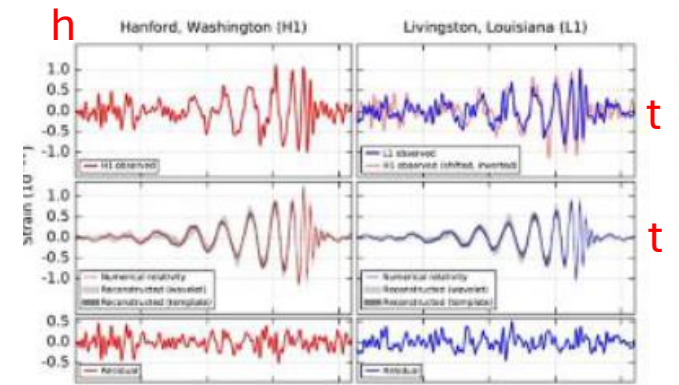 h
Hanford, Washington (H1)
Livingston, Louisiana (L1)
1.0
0.5
0.0
-0.5
-1.0
H1 observed
L1 observed
H1 observed (shifted, inverted)
t
Strain (10
1.0
0.5
0.0
-0.5
-1.0
Numerical relativity
Reconstructed (wavelet)
Reconstructed (template)
Numerical relativity
Reconstructed (wavelet)
Reconstructed (template)
t
0.5
0.0
-0.5
Residual
Residual